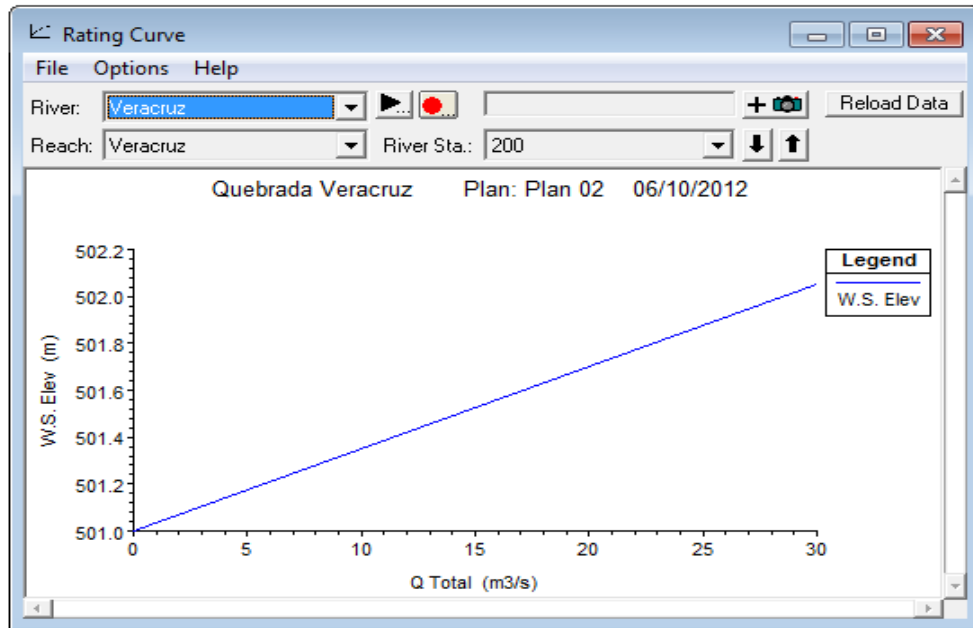 Rating Curve
File Options Help
River: Veracruz ... ... + Reload Data
Reach: Veracruz River Sta.: 200
Quebrada Veracruz Plan: Plan 02 06/10/2012
502.2
502.0
501.8
501.6
501.4
501.2
501.0
W.S. Elev (m)
0 5 10 15 20 25 30
Q Total (m3/s)
Legend
W.S. Elev